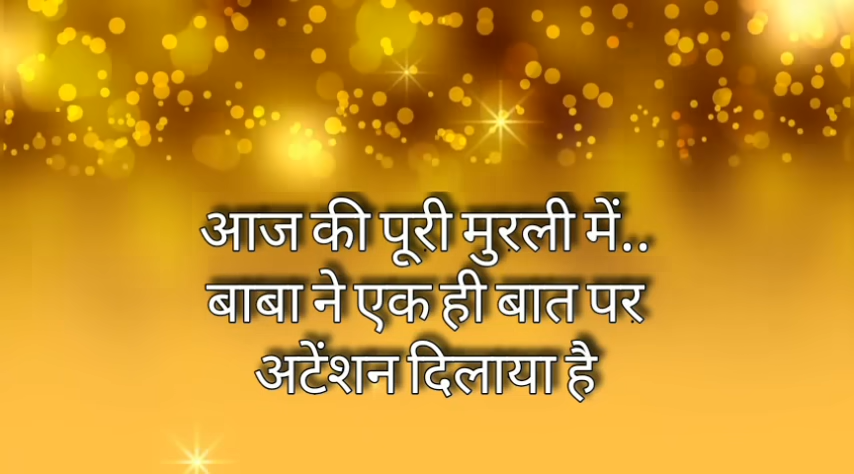 आज की पूरी मुरली में..
बाबा ने एक ही बात पर
अटेंशन दिलाया है